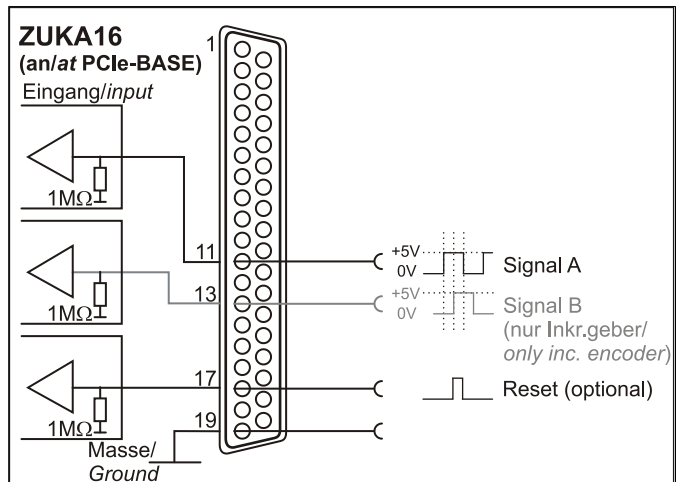 ZUKA16
(an/at PCIe-BASE)
Eingang/input
1
1MΩ
11
+5V
0V
Signal A
13
+5V
0V
Signal B
(nur Inkr.geber/
only inc. encoder)
1MΩ
17
Reset (optional)
19
1MΩ
Masse/
Ground